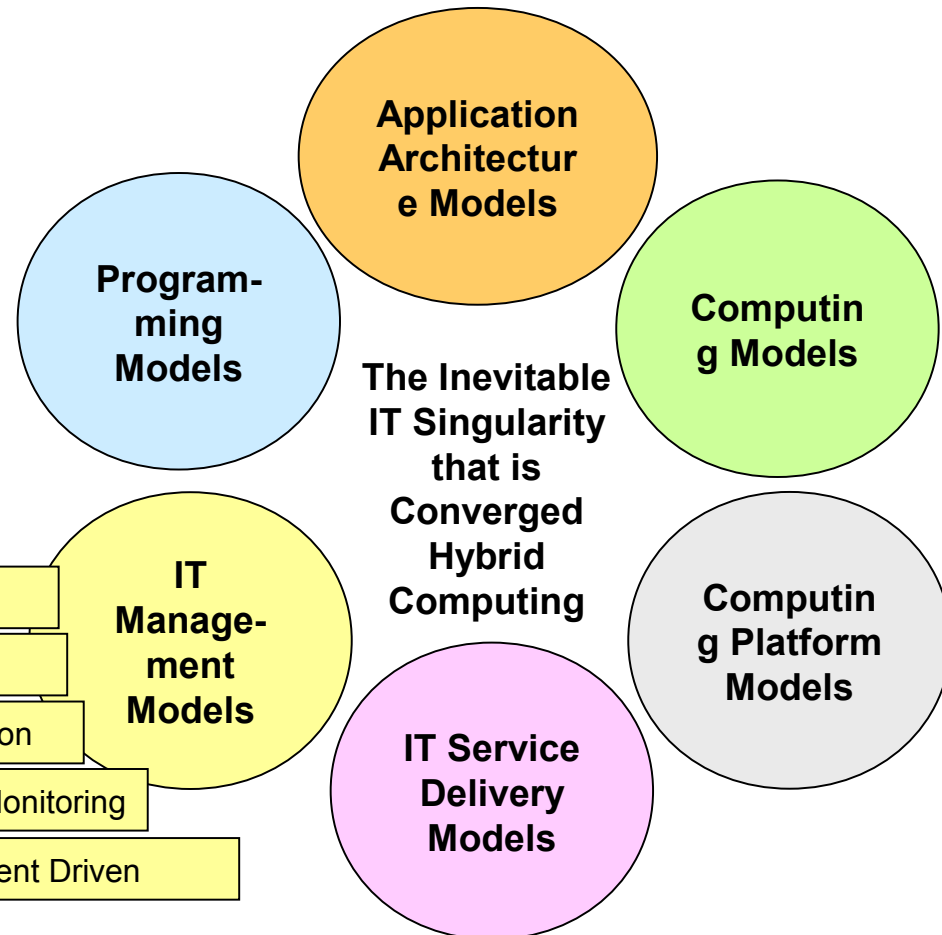 Application
Architectur
e Models
Program-
ming
Models
Computin
g Models
The Inevitable
IT Singularity
that is
Converged
Hybrid
Computing
IT
Manage-
ment
Models
Computin
g Platform
Models
IT Service
Delivery
Models
on
onitoring
ent Driven